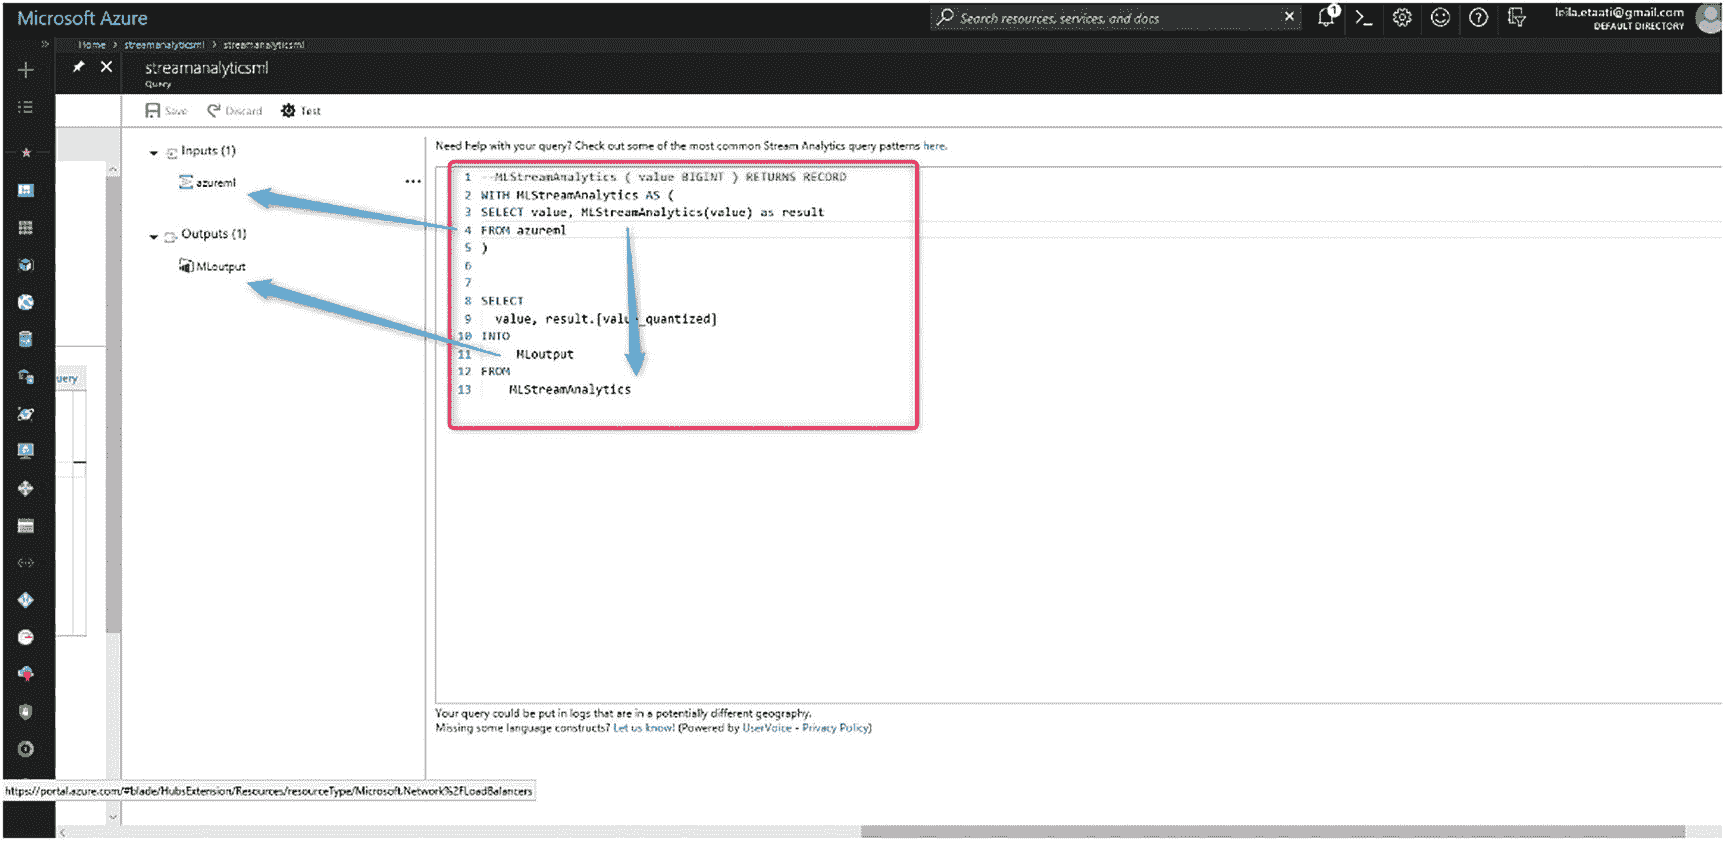 Microsoft Azure
Search resources, services, and docs
1
leila.etaati@gmail.com
DEFAULT DIRECTORY
Home > streamanalyticsml > streamanalyticsml
streamanalyticsml
Query
Save Discard Test
Inputs (1)
azureml
Outputs (1)
MLoutput
uery
Need help with your query? Check out some of the most common Stream Analytics query patterns here.
1 --MLStreamAnalytics ( value BIGINT ) RETURNS RECORD
2 WITH MLStreamAnalytics AS (
3 SELECT value, MLStreamAnalytics(value) as result
4 FROM azureml
5 )
6
7
8 SELECT
9 value, result.[value_quantized]
10 INTO
11 MLoutput
12 FROM
13 MLStreamAnalytics
Your query could be put in logs that are in a potentially different geography.
Missing some language constructs? Let us know! (Powered by UserVoice - Privacy Policy)
https://portal.azure.com/#blade/HubsExtension/Resources/resourceType/Microsoft.Network%2FLoadBalancers